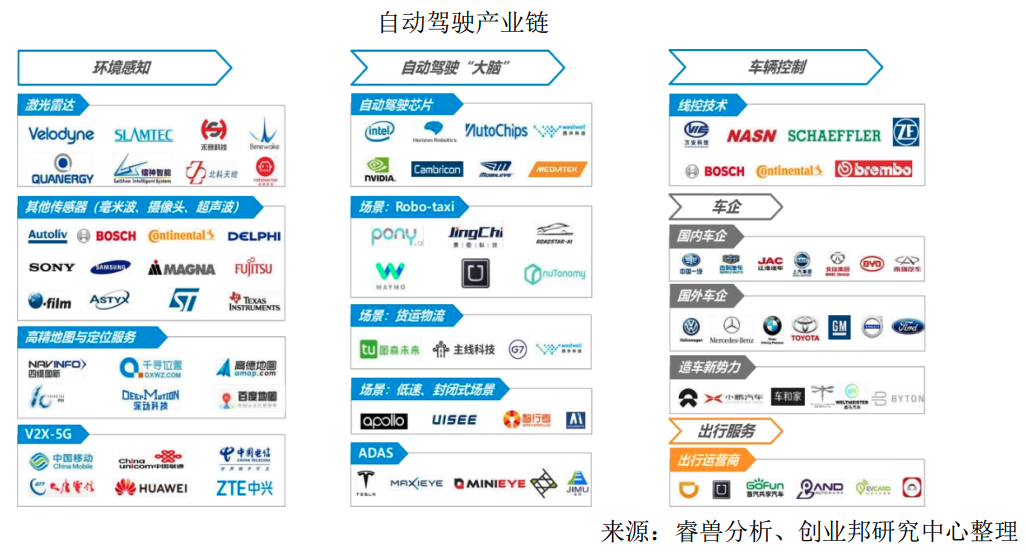 自动驾驶产业链
环境感知
激光雷达
Velodyne SLAMTEC 禾赛科技 Benewake
QUANERGY 镭神智能 北科天绘
LeiShen Intelligent System
其他传感器（毫米波、摄像头、超声波）
Autoliv BOSCH Continental DELPHI
SONY SAMSUNG MAGNA FUJITSU
o-film ASTYX ST TEXAS INSTRUMENTS
高精地图与定位服务
NAVINFO 四维图新 千寻位置 QXWZ.COM 高德地图 amap.com
DEEPMOTION 深动科技 百度地图
V2X-5G
中国移动 China Mobile China unicom中国联通 中国电信 CHINA TELECOM
大唐电信 HUAWEI ZTE中兴
自动驾驶“大脑”
自动驾驶芯片
intel Horizon Robotics AutoChips westwell 西井科技
NVIDIA. Cambricon MOBILEYE MEDIATEK
场景：Robo-taxi
pony.ai JINGCHI 景驰科技 ROADSTAR.AI
WAYMO U nuTonomy
场景：货运物流
tu 图森未来 主线科技 G7 westwell 西井科技
场景：低速、封闭式场景
apollo UISEE 智行者
ADAS
TESLA MAXIEYE MINIEYE JIMU
车辆控制
线控技术
VIE 万安科技 NASN SCHAEFFLER ZF
BOSCH Continental brembo
车企
国内车企
中国一汽 吉利汽车 JAC 江淮汽车 上汽集团 北汽集团 BAIC Group BYD 奇瑞汽车
国外车企
Volkswagen Mercedes-Benz BMW TOYOTA GM VOLVO Ford
造车新势力
小鹏汽车 车和家 WELTMEISTER 威马汽车 BYTON
出行服务
出行运营商
U GOFUN 首汽共享汽车 PAND EVCARD
来源：睿兽分析、创业邦研究中心整理